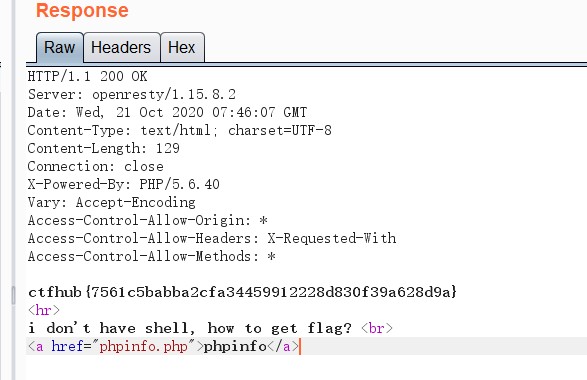 Response
Raw Headers Hex
HTTP/1.1 200 OK
Server: openresty/1.15.8.2
Date: Wed, 21 Oct 2020 07:46:07 GMT
Content-Type: text/html; charset=UTF-8
Content-Length: 129
Connection: close
X-Powered-By: PHP/5.6.40
Vary: Accept-Encoding
Access-Control-Allow-Origin: *
Access-Control-Allow-Headers: X-Requested-With
Access-Control-Allow-Methods: *
ctfhub{7561c5babba2cfa34459912228d830f39a628d9a}
<hr>
i don't have shell, how to get flag? <br>
<a href="phpinfo.php">phpinfo</a>